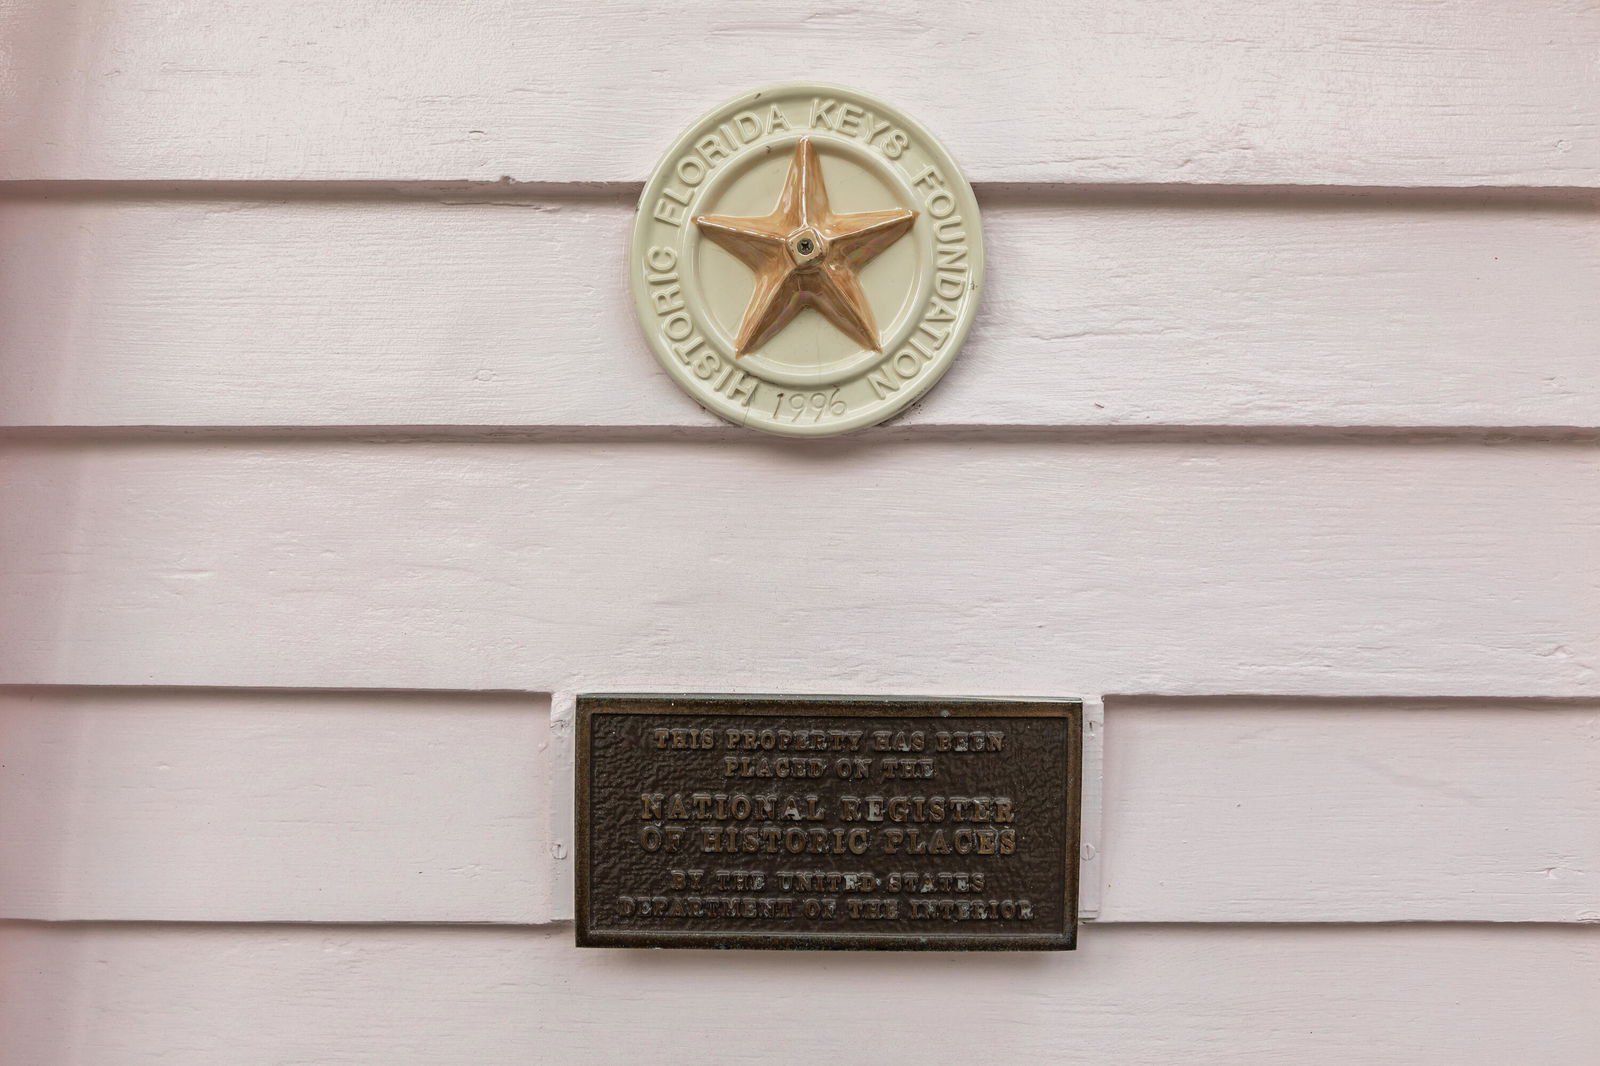 HISTORIC FLORIDA KEYS FOUNDATION
1996
THIS PROPERTY HAS BEEN
PLACED ON THE
NATIONAL REGISTER
OF HISTORIC PLACES
BY THE UNITED STATES
DEPARTMENT OF THE INTERIOR